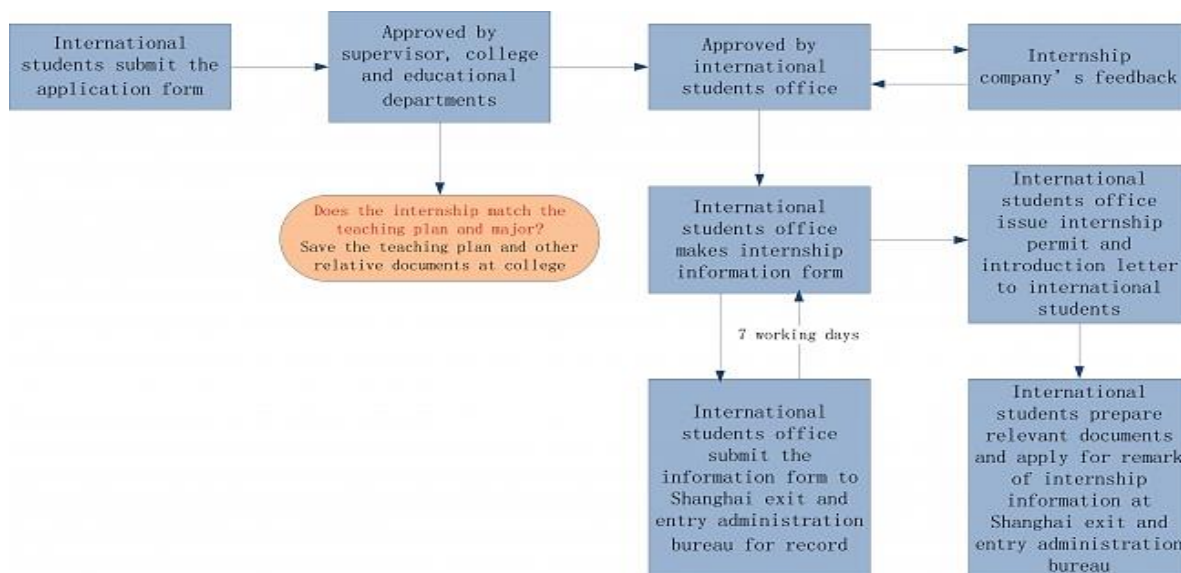 International
students submit the
application form
Approved by
supervisor, college
and educational
departments
Approved by
international
students office
Internship
company's feedback
Does the internship match the
teaching plan and major?
Save the teaching plan and other
relative documents at college
International
students office
makes internship
information form
International
students office
issue internship
permit and
introduction letter
to international
students
7 working days
International
students office
submit the
information form to
Shanghai exit and
entry administration
bureau for record
International
students prepare
relevant documents
and apply for remark
of internship
information at
Shanghai exit and
entry administration
bureau